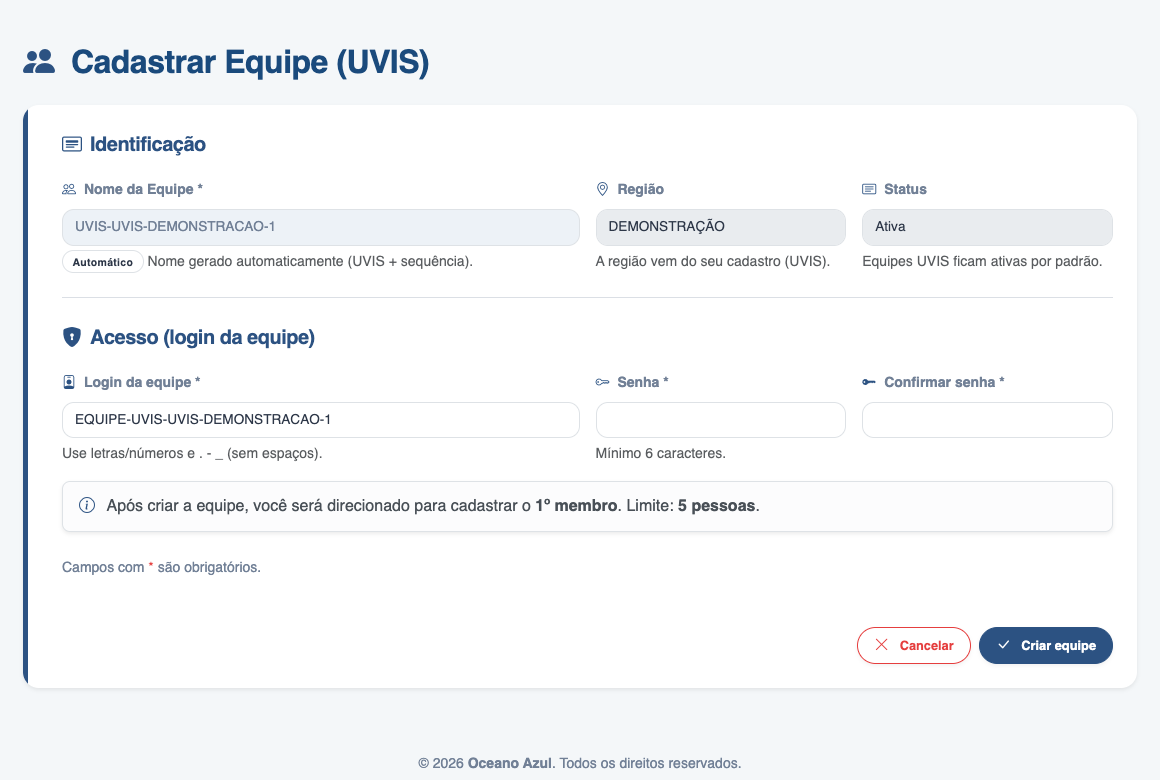 Cadastrar Equipe (UVIS)
Identificação
Nome da Equipe *
UVIS-UVIS-DEMONSTRACAO-1
Automático Nome gerado automaticamente (UVIS + sequência).
Região
DEMONSTRAÇÃO
A região vem do seu cadastro (UVIS).
Status
Ativa
Equipes UVIS ficam ativas por padrão.
Acesso (login da equipe)
Login da equipe *
EQUIPE-UVIS-UVIS-DEMONSTRACAO-1
Use letras/números e . - _ (sem espaços).
Senha *
Mínimo 6 caracteres.
Confirmar senha *
Após criar a equipe, você será direcionado para cadastrar o 1º membro. Limite: 5 pessoas.
Campos com * são obrigatórios.
Cancelar
Criar equipe
© 2026 Oceano Azul. Todos os direitos reservados.